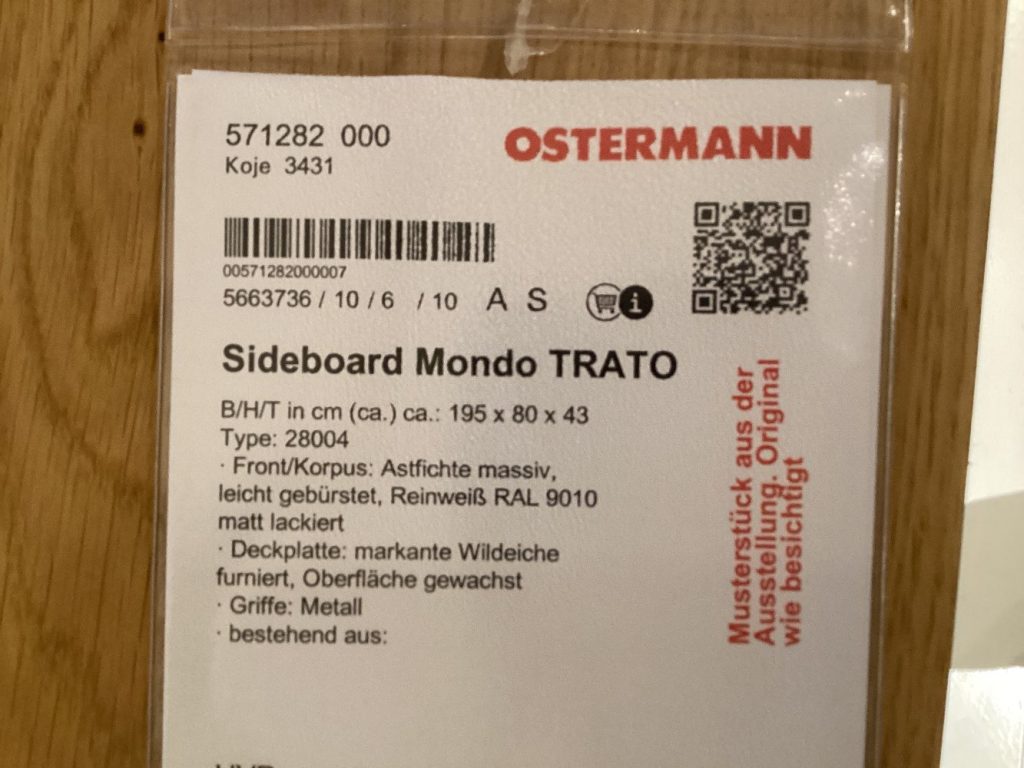 571282 000
Koje 3431
OSTERMANN
00571282000007
5663736 / 10 / 6 / 10 A S
Sideboard Mondo TRATO
B/H/T in cm (ca.) ca.: 195 x 80 x 43
Type: 28004
· Front/Korpus: Astfichte massiv,
leicht gebürstet, Reinweiß RAL 9010
matt lackiert
· Deckplatte: markante Wildeiche
furniert, Oberfläche gewachst
· Griffe: Metall
· bestehend aus:
Musterstück aus der
Ausstellung. Original
wie besichtigt